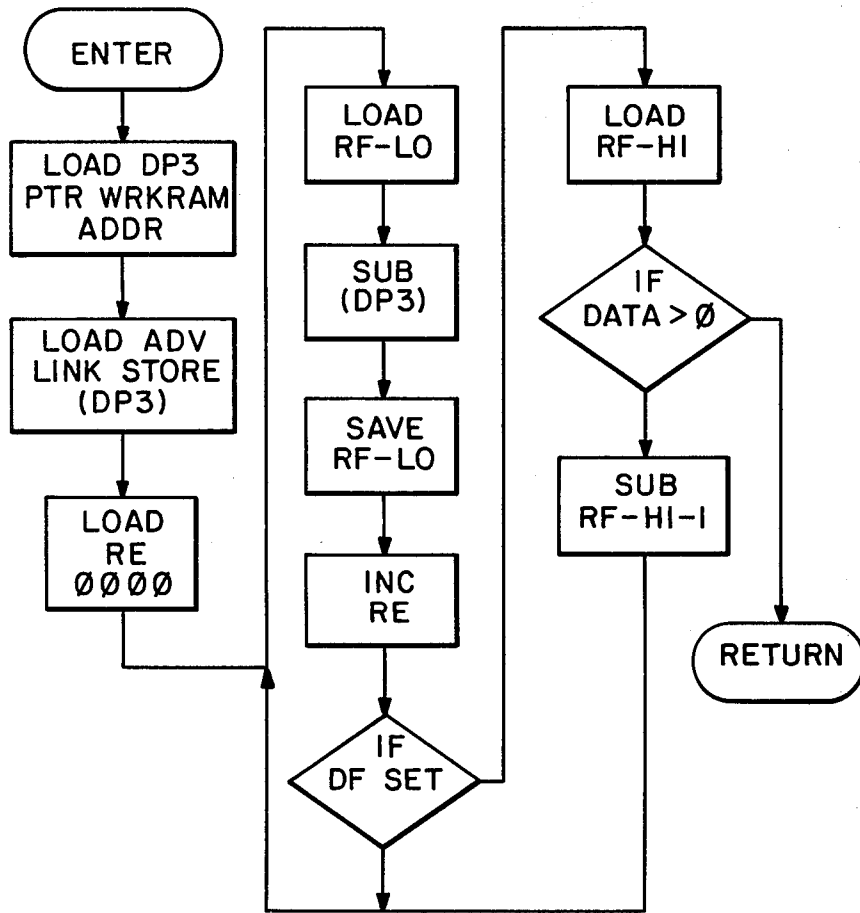 ENTER
LOAD DP3
PTR WRKRAM
ADDR
LOAD ADV
LINK STORE
(DP3)
LOAD
RE
ØØØØ
LOAD
RF-LO
SUB
(DP3)
SAVE
RF-LO
INC
RE
IF
DF SET
LOAD
RF-HI
IF
DATA > Ø
SUB
RF-HI-I
RETURN